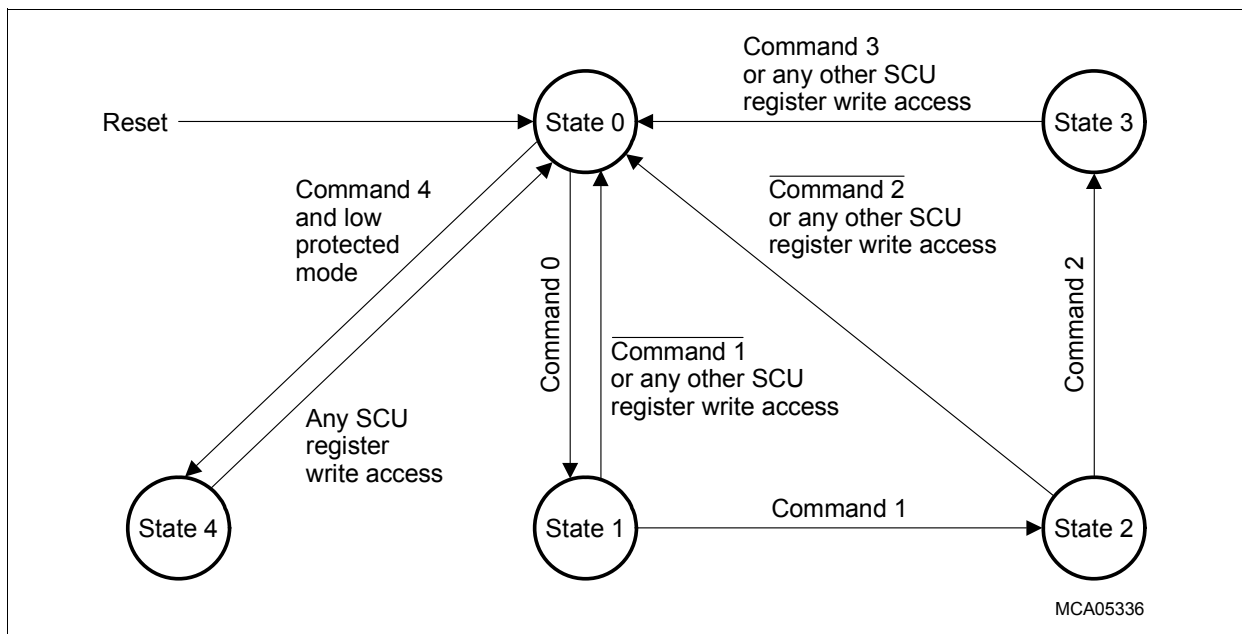 Command 3
or any other SCU
register write access
Reset
State 0
State 3
Command 4
and low
protected
mode
Command 2
or any other SCU
register write access
Command 0
Command 1
or any other SCU
register write access
Command 2
Any SCU
register
write access
State 4
State 1
Command 1
State 2
MCA05336